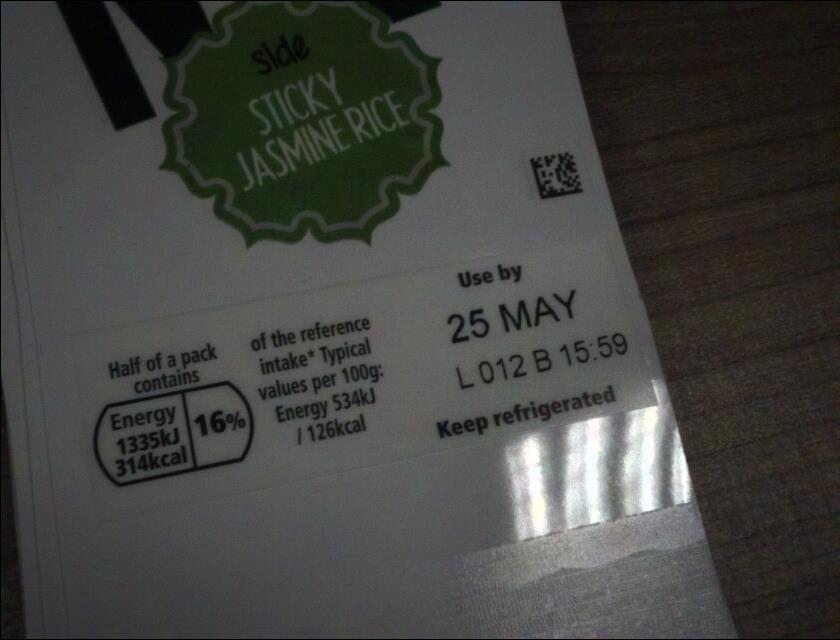 side
STICKY
JASMINE RICE
Use by
25 MAY
L 012 B 15:59
Keep refrigerated
Half of a pack
contains
Energy
1335kJ
314kcal
16%
of the reference
intake* Typical
values per 100g:
Energy 534kJ
/ 126kcal